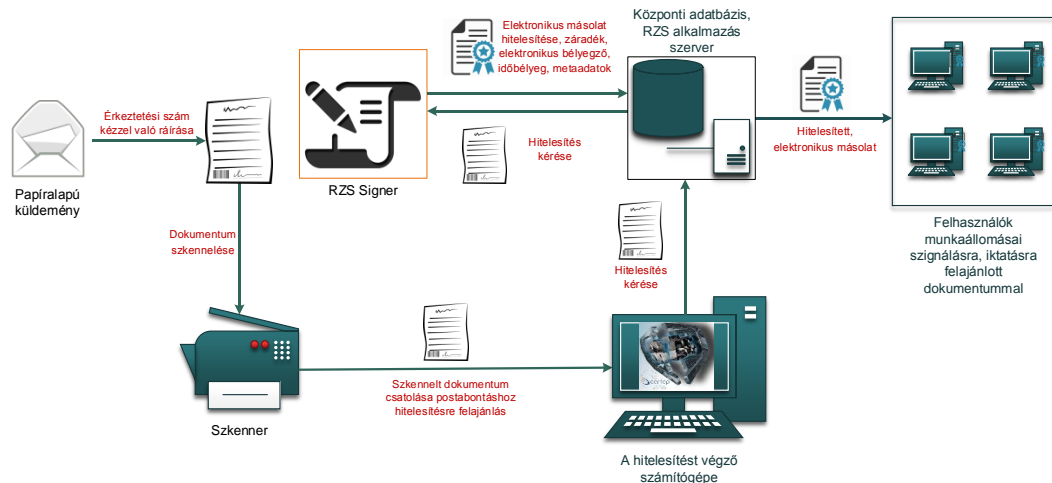 Elektronikus másolat
hitelesítése, záradék,
elektronikus bélyegző,
időbélyeg, metaadatok
Központi adatbázis,
RZS alkalmazás
szerver
Érkeztetési szám
kézzel való ráírása
Hitelesítés
kérése
Hitelesített,
elektronikus másolat
Papíralapú
küldemény
RZS Signer
Dokumentum
szkennelése
Hitelesítés
kérése
Felhasználók
munkaállomásai
szignálásra, iktatásra
felajánlott
dokumentummal
Szkennelt dokumentum
csatolása postabontáshoz
hitelesítésre felajánlás
Szkenner
A hitelesítést végző
számítógépe